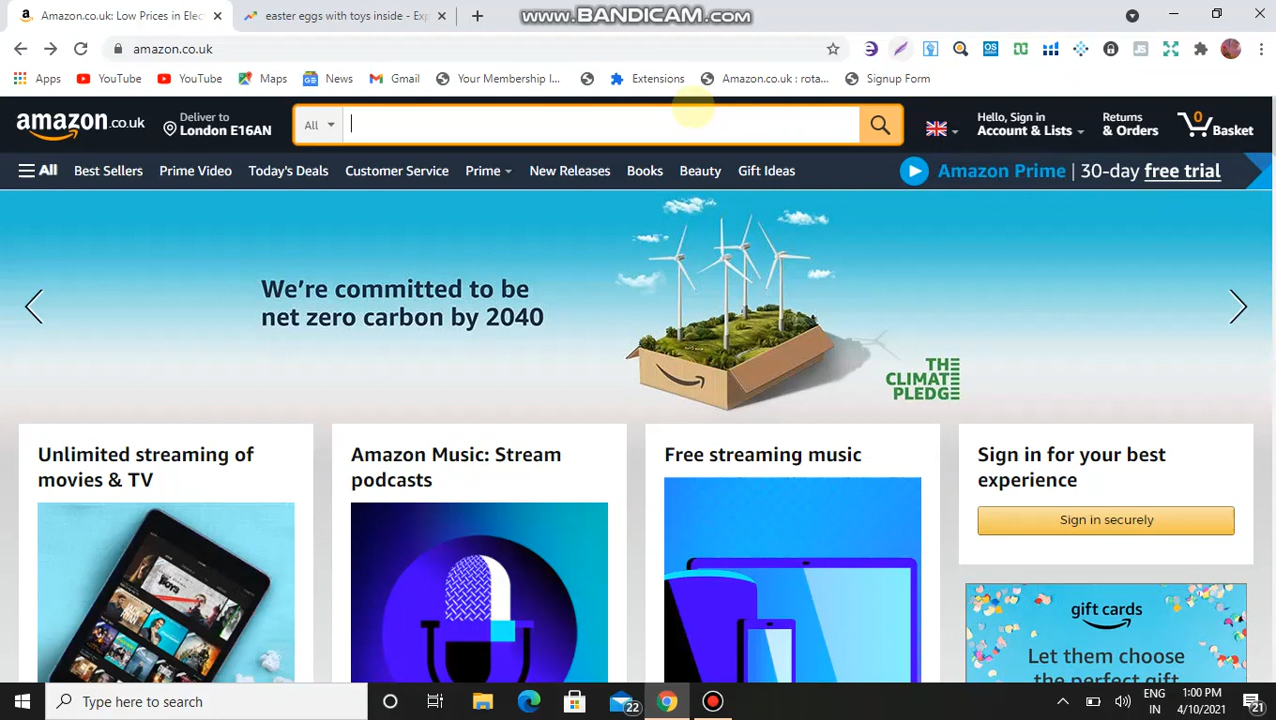 Amazon.co.uk: Low Prices in Elec
easter eggs with toys inside - Exp
www.BANDICAM.com
amazon.co.uk
Apps
YouTube
YouTube
Maps
News
Gmail
Your Membership I...
Extensions
Amazon.co.uk : rota...
Signup Form
amazon.co.uk
Deliver to
London E16AN
All
Hello, Sign in
Account & Lists
Returns
& Orders
0
Basket
All
Best Sellers
Prime Video
Today's Deals
Customer Service
Prime
New Releases
Books
Beauty
Gift Ideas
Amazon Prime | 30-day free trial
We're committed to be
net zero carbon by 2040
THE
CLIMATE
PLEDGE
Unlimited streaming of
movies & TV
Amazon Music: Stream
podcasts
Free streaming music
Sign in for your best
experience
Sign in securely
gift cards
Let them choose
the perfect gift
Type here to search
22
ENG
IN
1:00 PM
4/10/2021
21